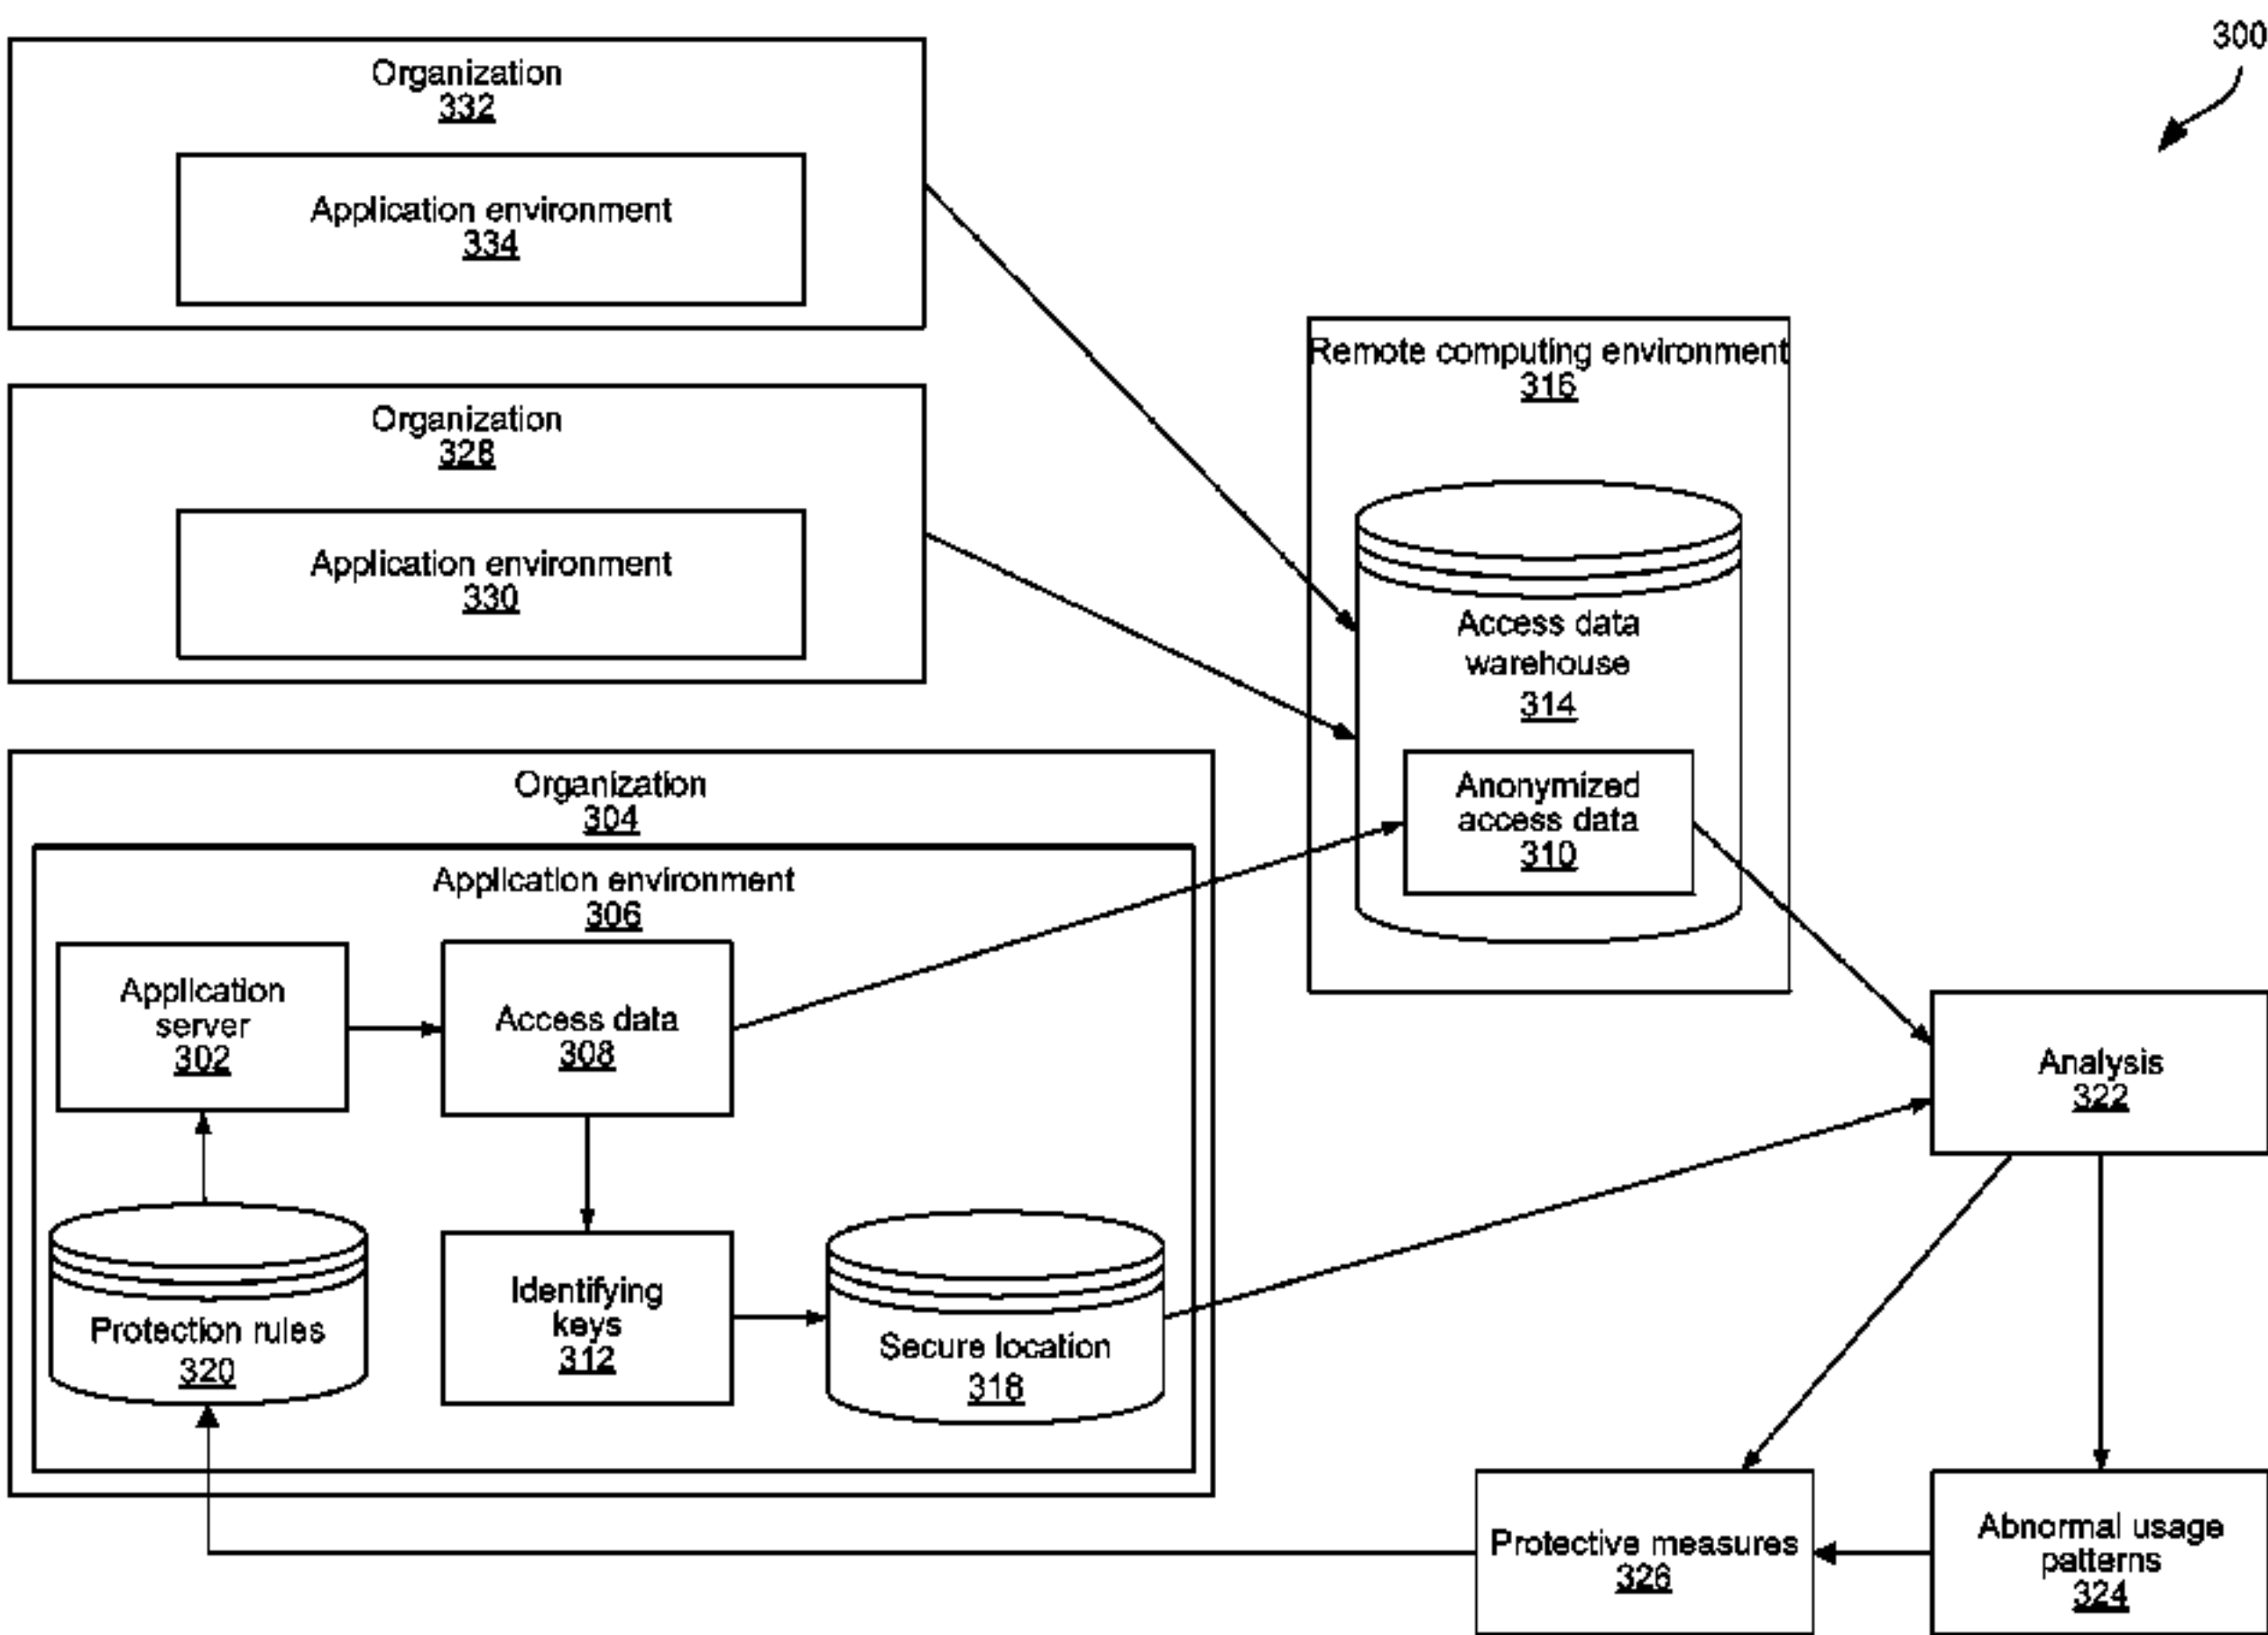 300
Organization
332
Application environment
334
Organization
328
Application environment
330
Remote computing environment
316
Access data
warehouse
314
Anonymized
access data
310
Organization
304
Application environment
306
Application
server
302
Access data
308
Protection rules
320
Identifying
keys
312
Secure location
318
Analysis
322
Protective measures
326
Abnormal usage
patterns
324